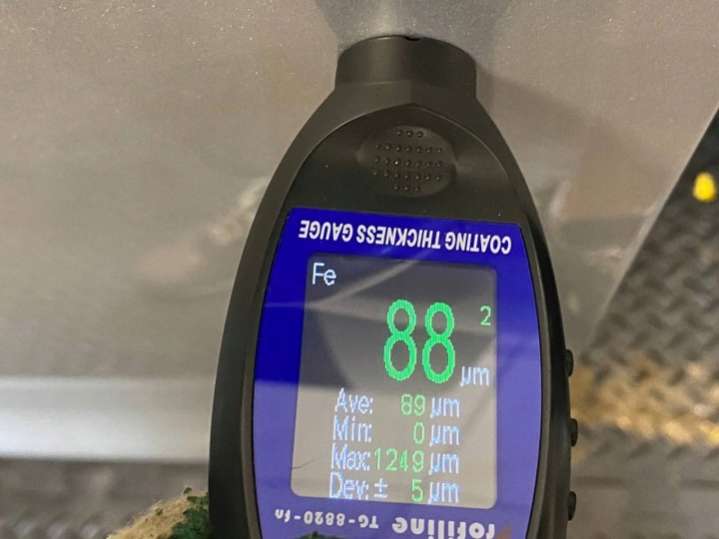 COATING THICKNESS GAUGE
Fe
2
88 µm
Ave: 89 µm
Min: 0 µm
Max: 1249 µm
Dev: ± 5 µm
rofiline TG-8820-fn